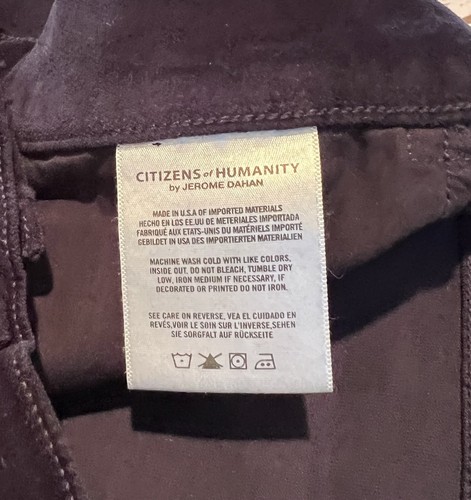 CITIZENS of HUMANITY
by JEROME DAHAN
MADE IN U.S.A OF IMPORTED MATERIALS
HECHO EN LOS EE.UU DE METERIALES IMPORTADA
FABRIQUÉ AUX ETATS-UNIS DU MATÉRIELS IMPORTÉ
GEBILDET IN USA DES IMPORTIERTEN MATERIALIEN
MACHINE WASH COLD WITH LIKE COLORS,
INSIDE OUT, DO NOT BLEACH, TUMBLE DRY
LOW, IRON MEDIUM IF NECESSARY, IF
DECORATED OR PRINTED DO NOT IRON.
SEE CARE ON REVERSE, VEA EL CUIDADO EN
REVÉS,VOIR LE SOIN SUR L'INVERSE,SEHEN
SIE SORGFALT AUF RÜCKSEITE